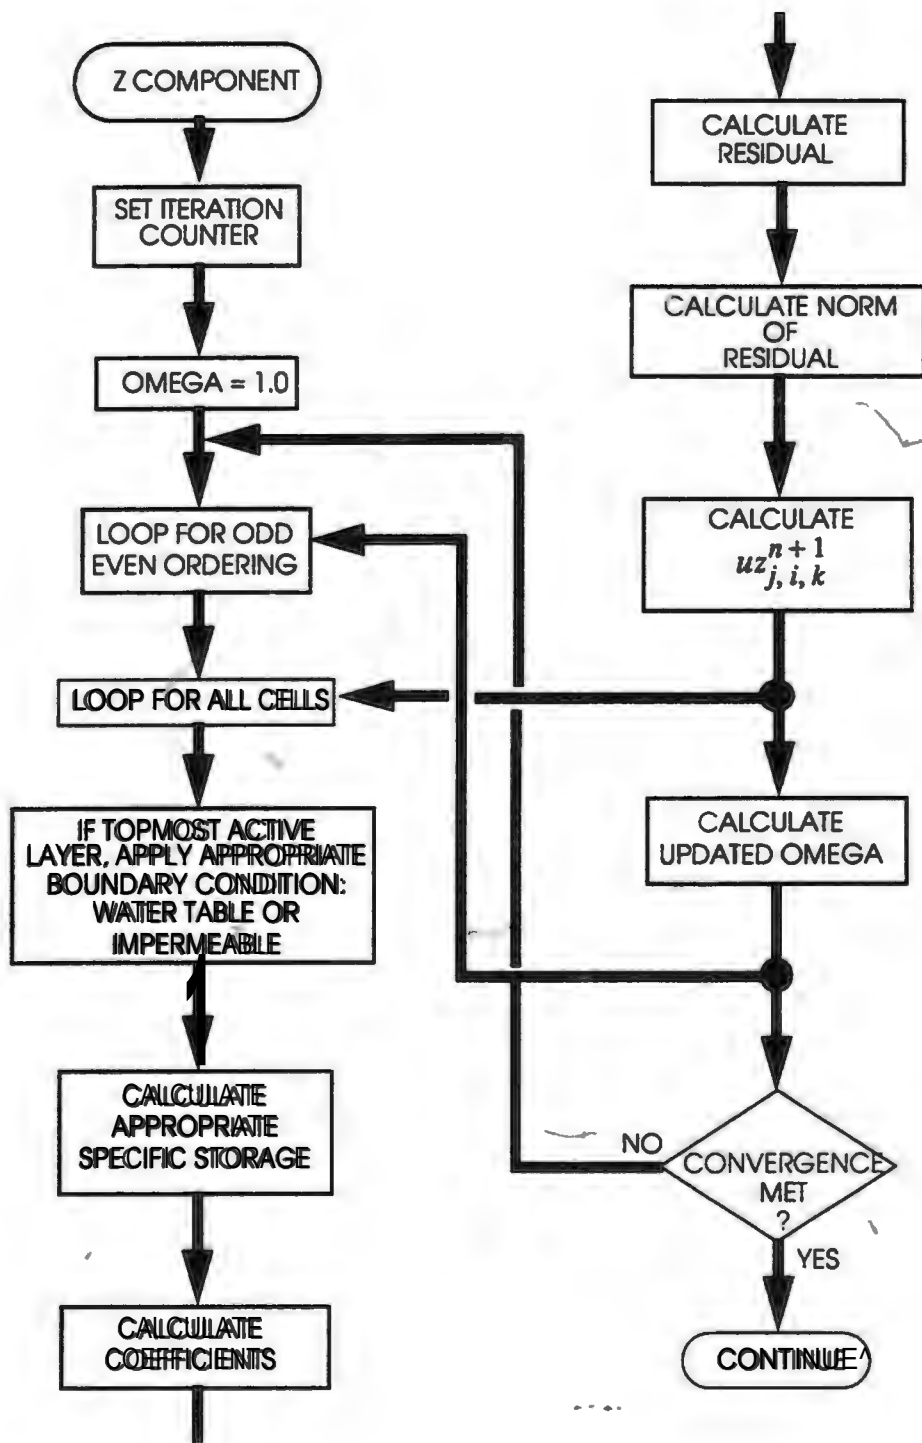 Z COMPONENT
SET ITERATION
COUNTER
OMEGA = 1.0
LOOP FOR ODD
EVEN ORDERING
LOOP FOR ALL CELLS
IF TOPMOST ACTIVE
LAYER, APPLY APPROPRIATE
BOUNDARY CONDITION:
WATER TABLE OR
IMPERMEABLE
CALCULATE
APPROPRIATE
SPECIFIC STORAGE
CALCULATE
COEFFICIENTS
CALCULATE
RESIDUAL
CALCULATE NORM
OF
RESIDUAL
CALCULATE
uz^{n+1}_{j, i, k}
CALCULATE
UPDATED OMEGA
CONVERGENCE
MET
?
NO
YES
CONTINUE^